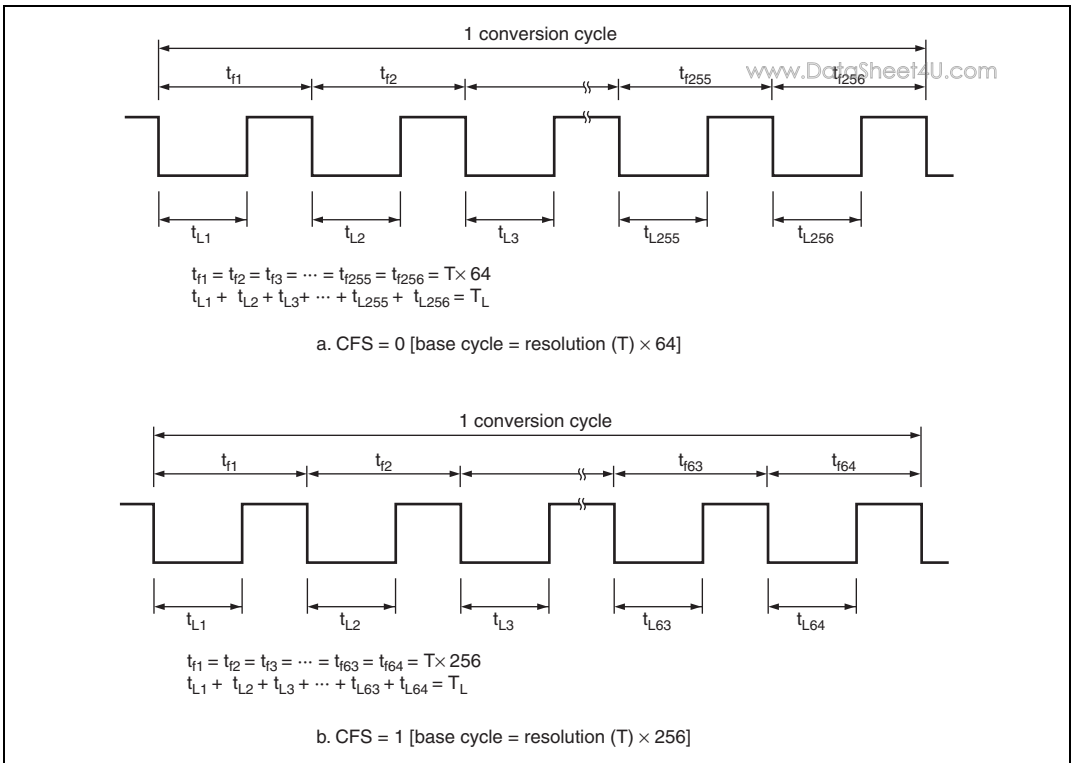 1 conversion cycle
tf1 tf2 tf255 tf256
www.DataSheet4U.com
tL1 tL2 tL3 tL255 tL256
tf1 = tf2 = tf3 = ··· = tf255 = tf256 = T× 64
tL1 + tL2 + tL3+ ··· + tL255 + tL256 = TL
a. CFS = 0 [base cycle = resolution (T) × 64]
1 conversion cycle
tf1 tf2 tf63 tf64
tL1 tL2 tL3 tL63 tL64
tf1 = tf2 = tf3 = ··· = tf63 = tf64 = T× 256
tL1 + tL2 + tL3 + ··· + tL63 + tL64 = TL
b. CFS = 1 [base cycle = resolution (T) × 256]